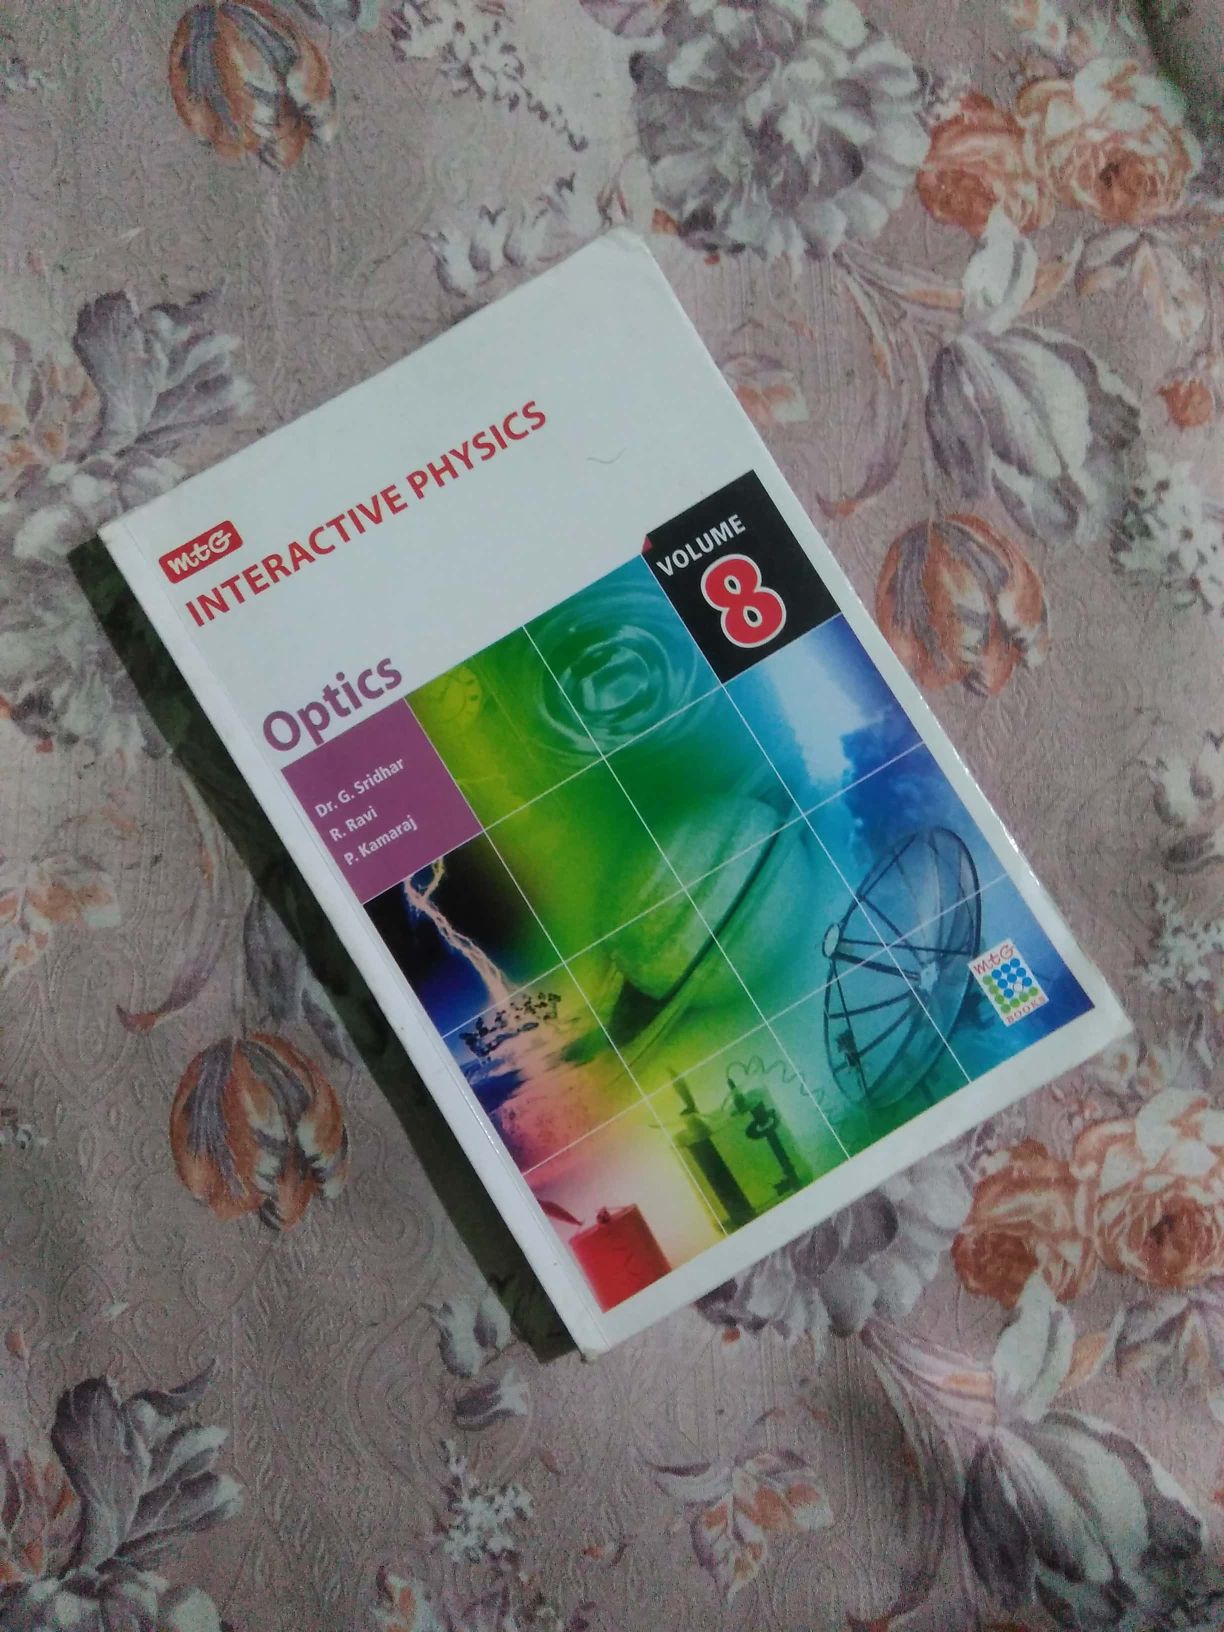 mtG
INTERACTIVE PHYSICS
VOLUME
8
Optics
Dr. G. Sridhar
R. Ravi
P. Kamaraj
mtG
BOOKS